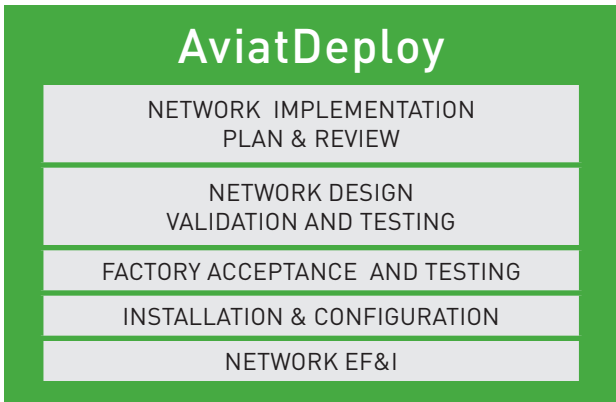 AviatDeploy
NETWORK IMPLEMENTATION
PLAN & REVIEW
NETWORK DESIGN
VALIDATION AND TESTING
FACTORY ACCEPTANCE AND TESTING
INSTALLATION & CONFIGURATION
NETWORK EF&I